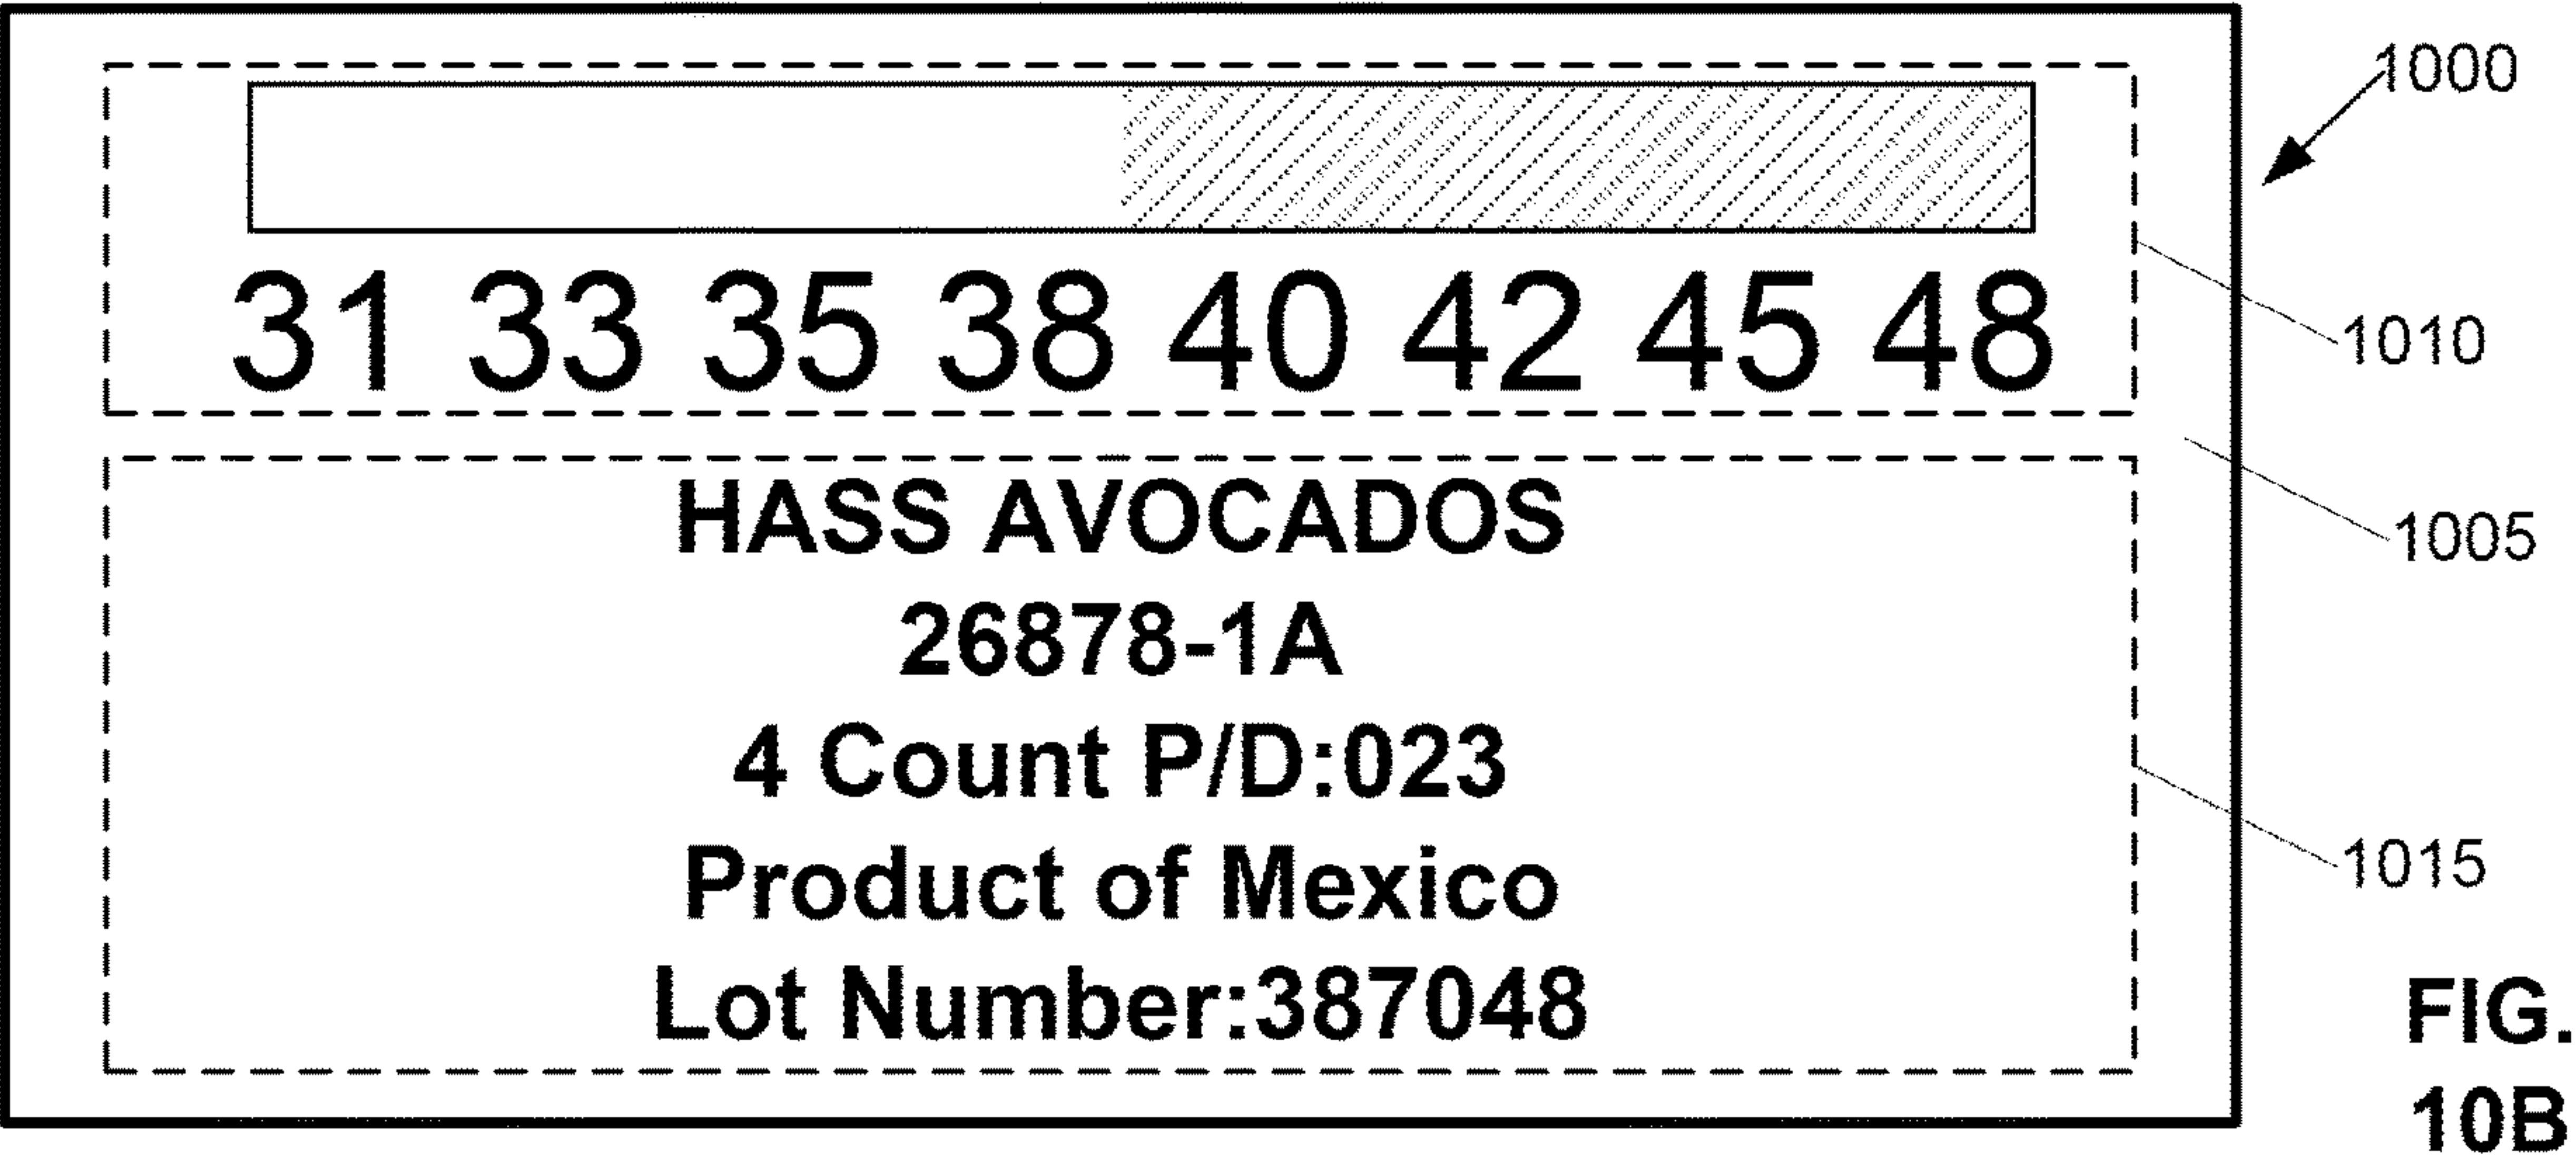 1000
31 33 35 38 40 42 45 48
1010
HASS AVOCADOS
1005
26878-1A
4 Count P/D:023
Product of Mexico
1015
Lot Number:387048
FIG.
10B